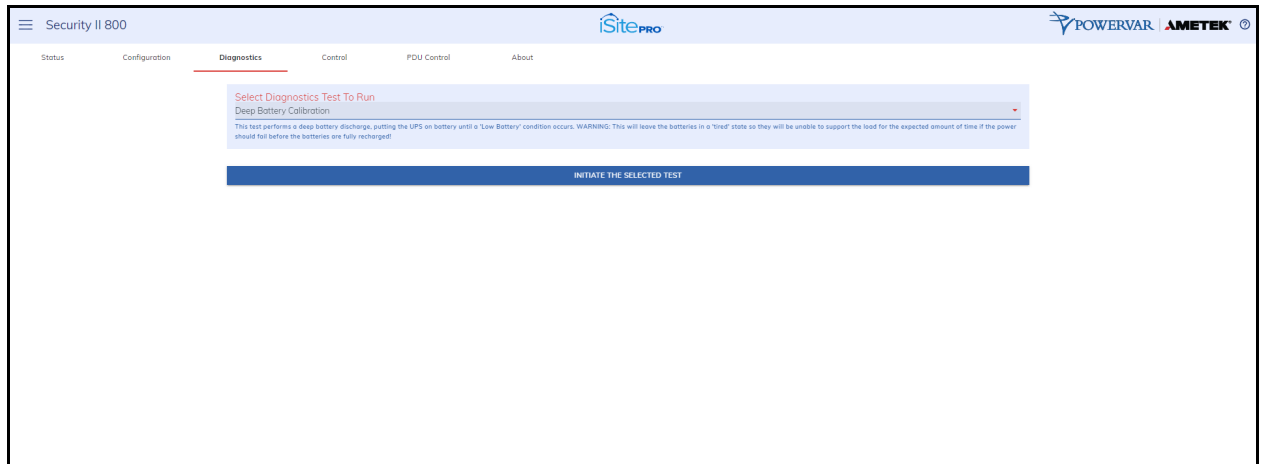 Security II 800
iSitePRO™
POWERVAR | AMETEK®
Status Configuration Diagnostics Control PDU Control About
Select Diagnostics Test To Run
Deep Battery Calibration
This test performs a deep battery discharge, putting the UPS on battery until a 'Low Battery' condition occurs. WARNING: This will leave the batteries in a 'tired' state so they will be unable to support the load for the expected amount of time if the power
should fail before the batteries are fully recharged!
INITIATE THE SELECTED TEST